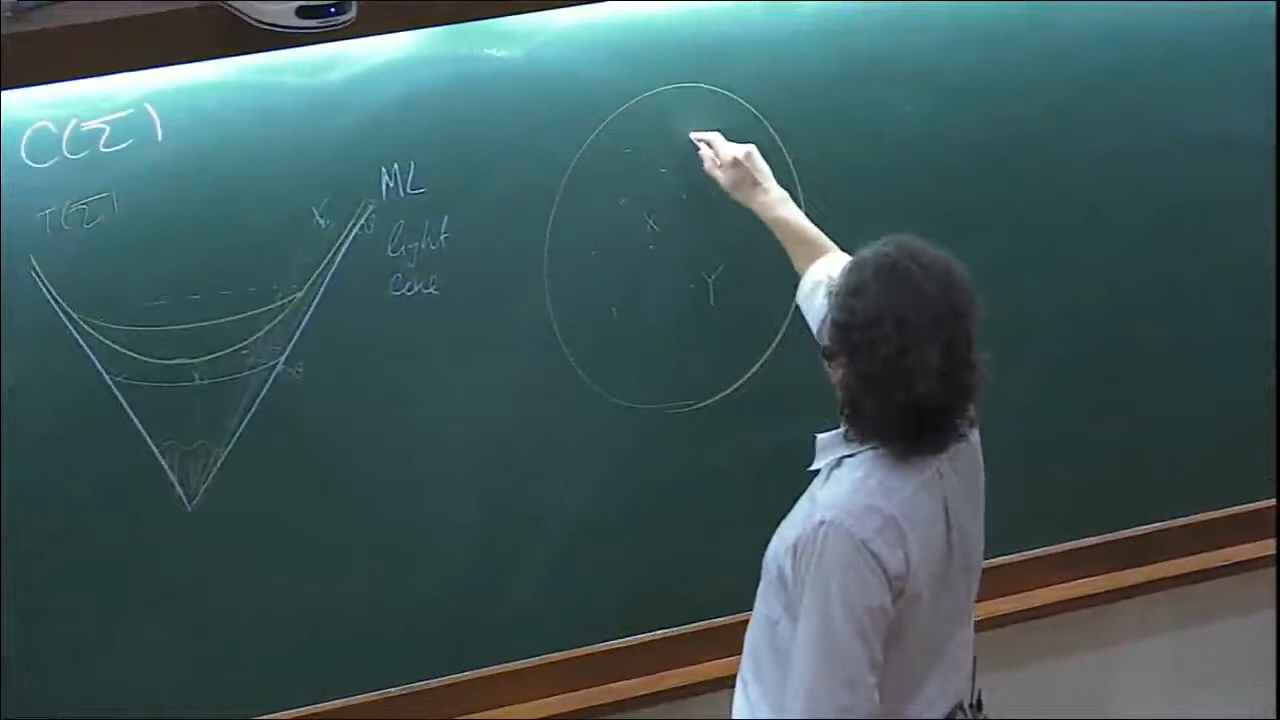 C(Σ)
T(Σ)
ML
light
cone
X
Y